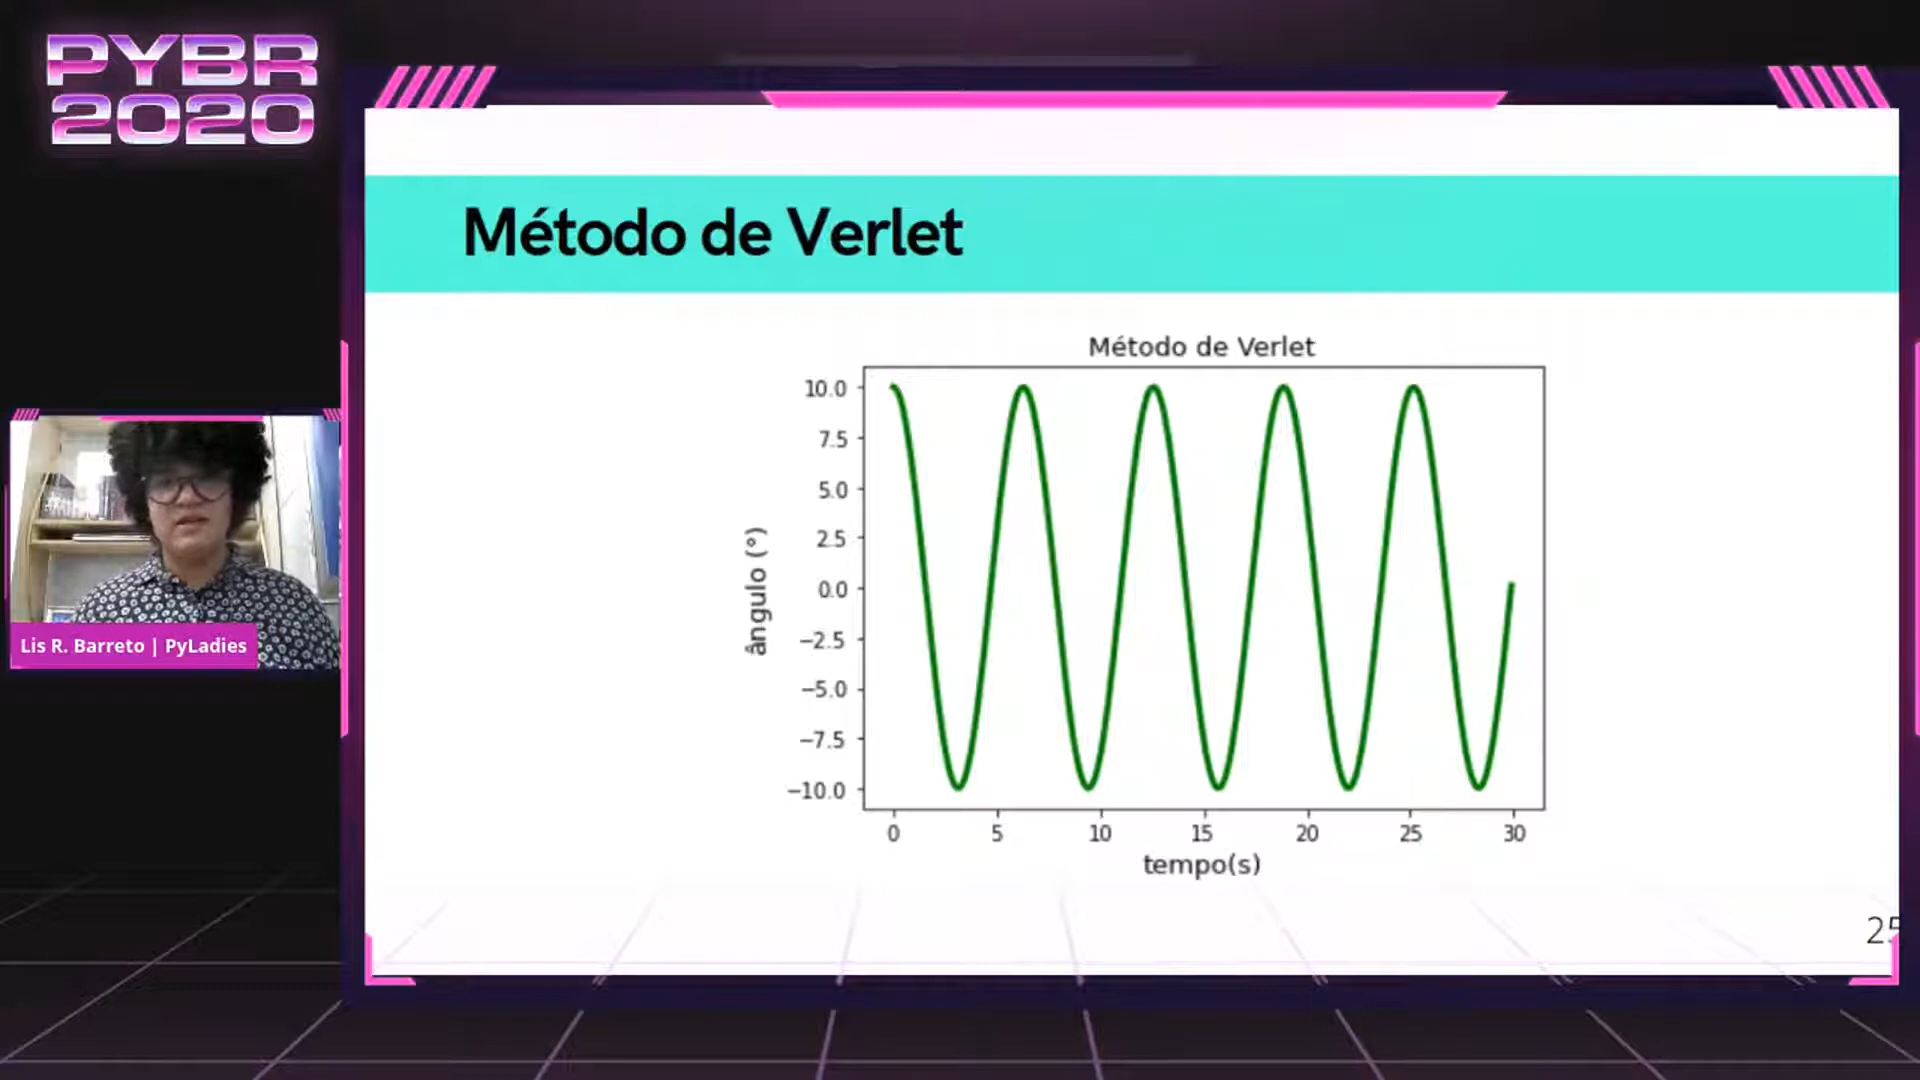 PYBR
2020
Método de Verlet
Método de Verlet
10.0
7.5
5.0
2.5
0.0
−2.5
−5.0
−7.5
−10.0
ângulo (°)
0 5 10 15 20 25 30
tempo(s)
25
Lis R. Barreto | PyLadies